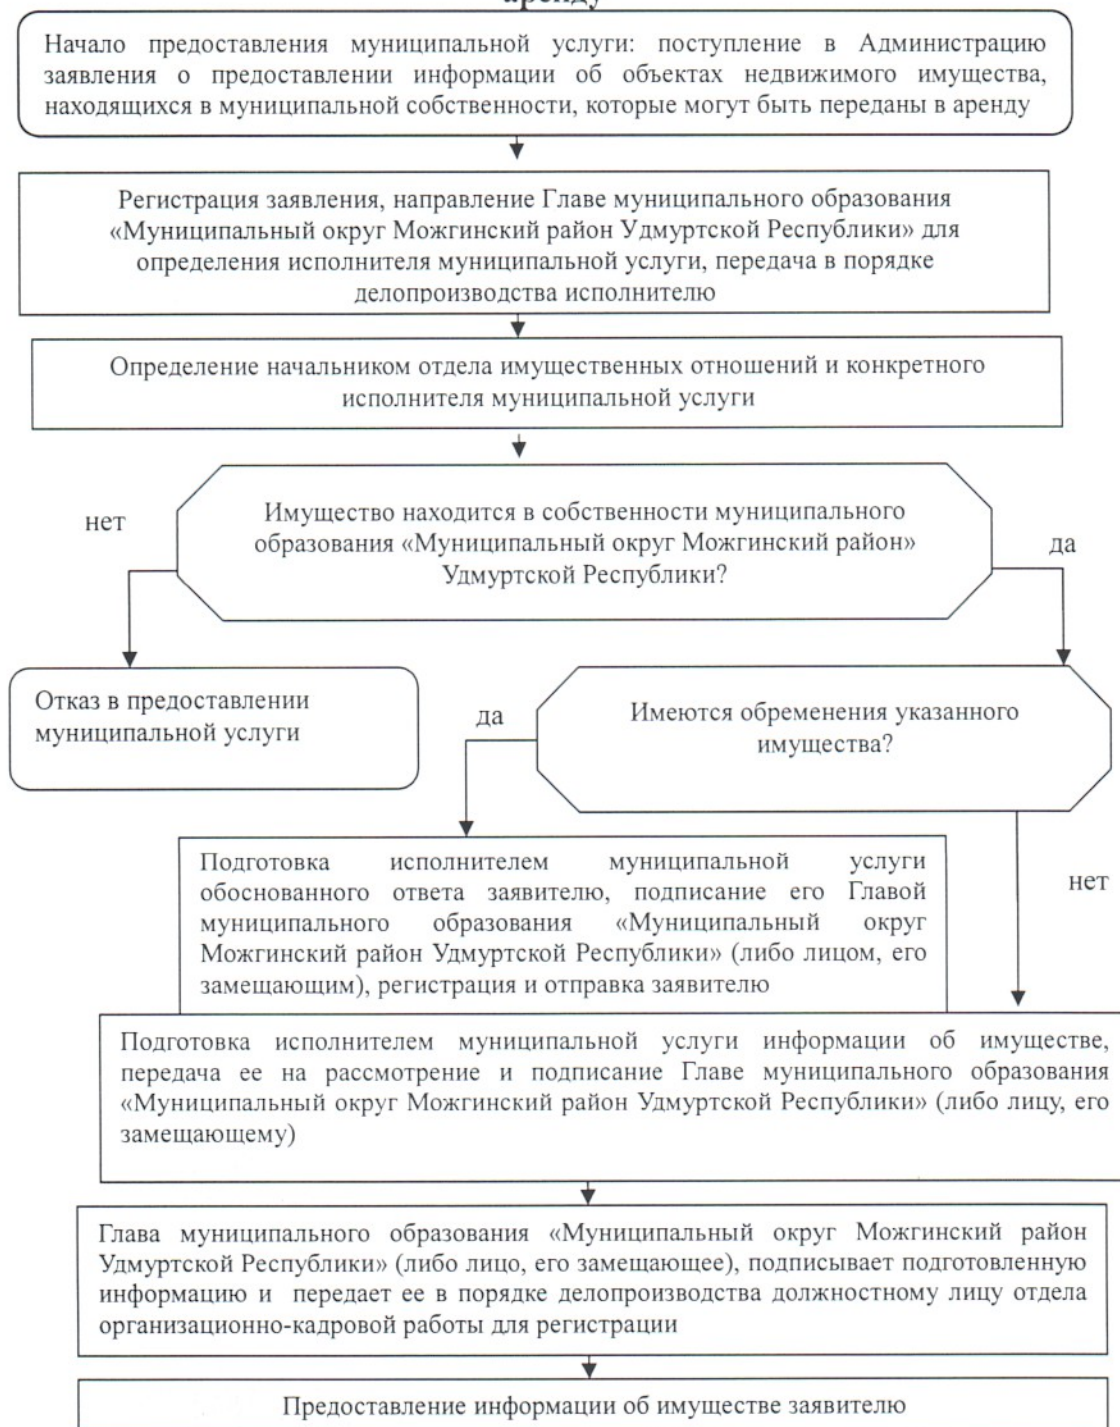 аренду
Начало предоставления муниципальной услуги: поступление в Администрацию
заявления о предоставлении информации об объектах недвижимого имущества,
находящихся в муниципальной собственности, которые могут быть переданы в аренду
Регистрация заявления, направление Главе муниципального образования
«Муниципальный округ Можгинский район Удмуртской Республики» для
определения исполнителя муниципальной услуги, передача в порядке
делопроизводства исполнителю
Определение начальником отдела имущественных отношений и конкретного
исполнителя муниципальной услуги
нет
Имущество находится в собственности муниципального
образования «Муниципальный округ Можгинский район»
Удмуртской Республики?
да
Отказ в предоставлении
муниципальной услуги
да
Имеются обременения указанного
имущества?
Подготовка исполнителем муниципальной услуги
обоснованного ответа заявителю, подписание его Главой
муниципального образования «Муниципальный округ
Можгинский район Удмуртской Республики» (либо лицом, его
замещающим), регистрация и отправка заявителю
нет
Подготовка исполнителем муниципальной услуги информации об имуществе,
передача ее на рассмотрение и подписание Главе муниципального образования
«Муниципальный округ Можгинский район Удмуртской Республики» (либо лицу, его
замещающему)
Глава муниципального образования «Муниципальный округ Можгинский район
Удмуртской Республики» (либо лицо, его замещающее), подписывает подготовленную
информацию и передает ее в порядке делопроизводства должностному лицу отдела
организационно-кадровой работы для регистрации
Предоставление информации об имуществе заявителю